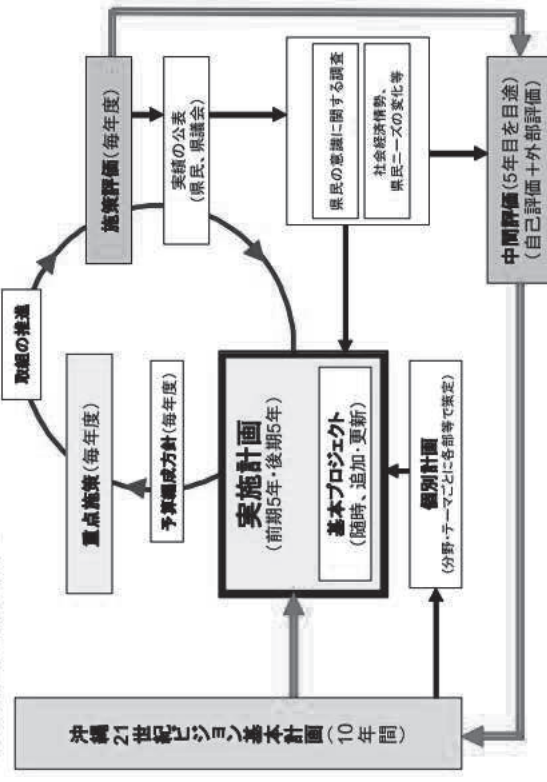 沖縄21世紀ビジョン基本計画(10年間)
重点施策(毎年度)
予算編成方針(毎年度)
実施計画
(前期5年・後期5年)
基本プロジェクト
(随時、追加・更新)
個別計画
(分野・テーマごとに各部等で策定)
取組の推進
施策評価(毎年度)
実績の公表
(県民、県議会)
県民の意識に関する調査
社会経済情勢、
県民ニーズの変化等
中間評価(5年目を目途)
(自己評価+外部評価)